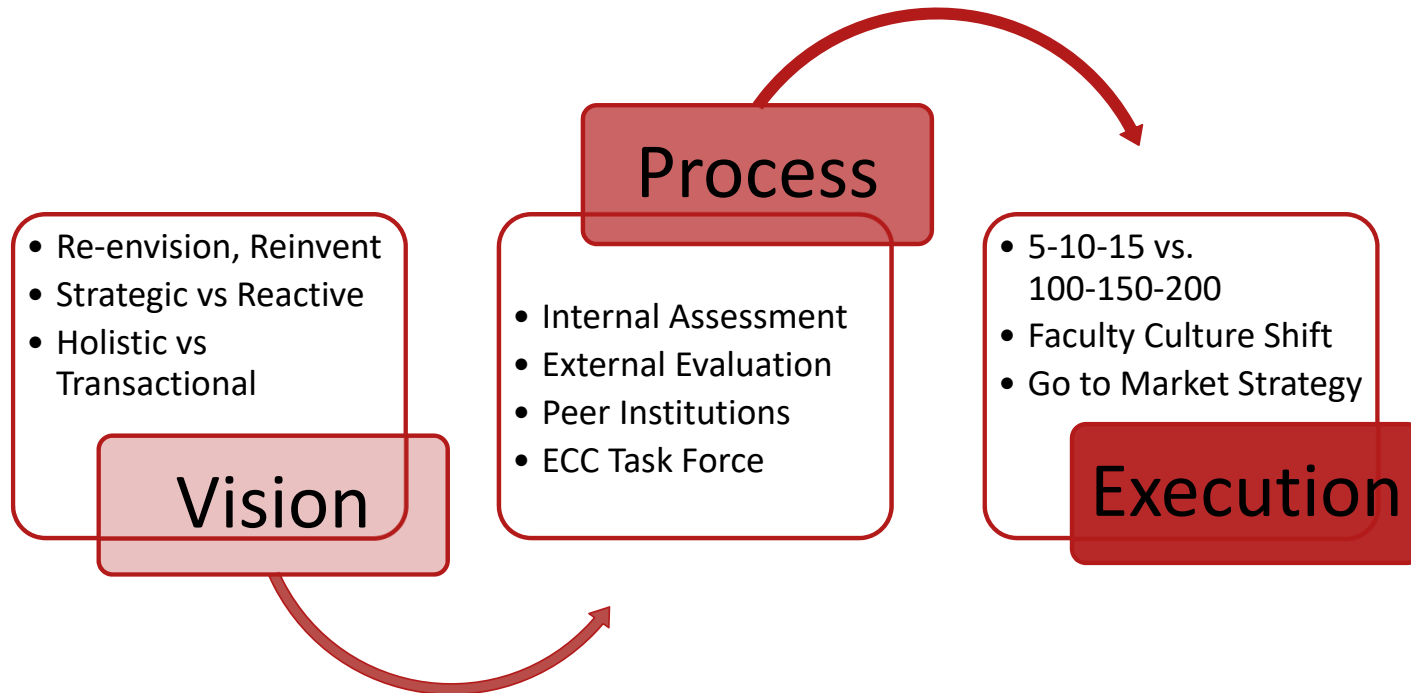 • Re-envision, Reinvent
• Strategic vs Reactive
• Holistic vs
Transactional
Vision
Process
• Internal Assessment
• External Evaluation
• Peer Institutions
• ECC Task Force
• 5-10-15 vs.
100-150-200
• Faculty Culture Shift
• Go to Market Strategy
Execution